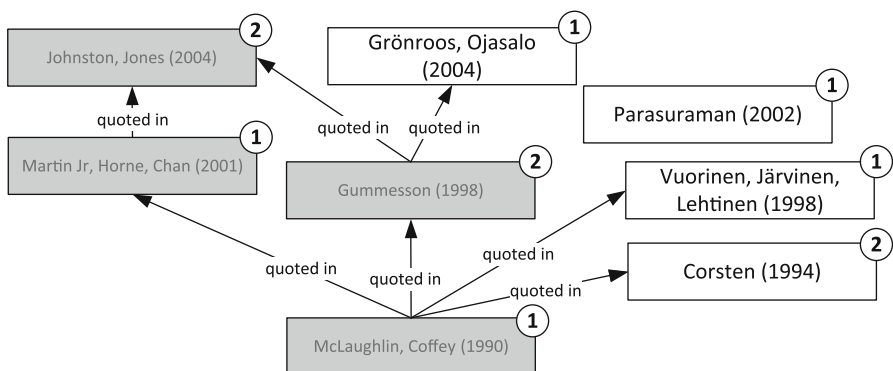 2
Johnston, Jones (2004)
1
Grönroos, Ojasalo
(2004)
1
Parasuraman (2002)
quoted in
quoted in
quoted in
1
Martin Jr, Horne, Chan (2001)
2
Gummesson (1998)
1
Vuorinen, Järvinen,
Lehtinen (1998)
2
Corsten (1994)
quoted in
quoted in
quoted in
quoted in
1
McLaughlin, Coffey (1990)